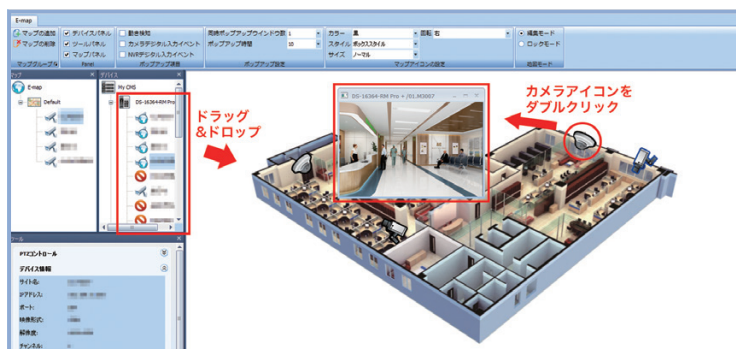 E-map
マップの追加
マップの削除
マップグループ&
デバイスパネル
ツールパネル
マップパネル
Panel
動き検知
カメラデジタル入力イベント
NVRデジタル入力イベント
ポップアップ項目
同時ポップアップウインドウ数 1
ポップアップ時間 10
ポップアップ設定
カラー 黒
スタイル ボックススタイル
サイズ ノーマル
回転 右
マップアイコンの設定
編集モード
ロックモード
地図モード
マップ
E-map
Default
デバイス
My CMS
DS-16364-RM Pro
ドラッグ
&ドロップ
DS-16364-RM Pro + /01.M3007
カメラアイコンを
ダブルクリック
ツール
PTZコントロール
デバイス情報
サイト名:
IPアドレス:
ポート:
映像形式:
解像度:
チャンネル: